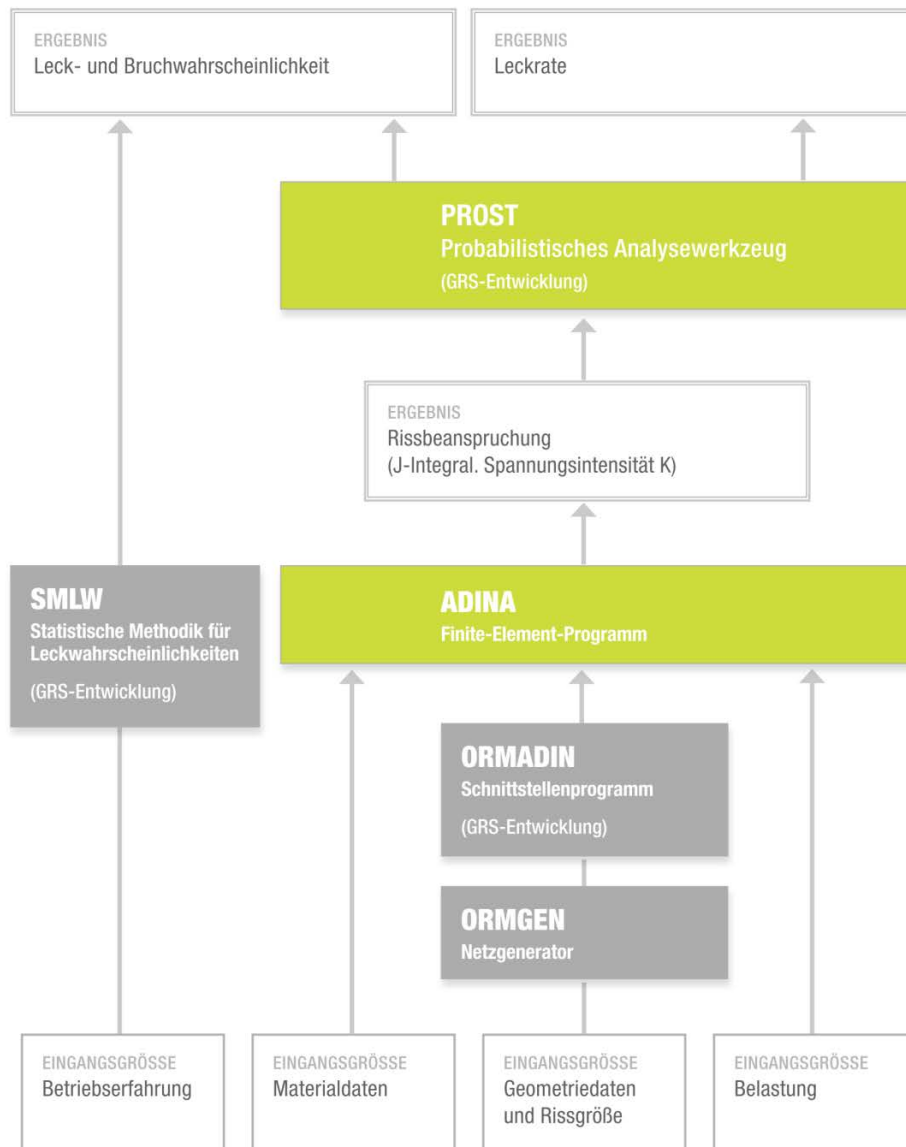 ERGEBNIS
Leck- und Bruchwahrscheinlichkeit
ERGEBNIS
Leckrate
PROST
Probabilistisches Analysewerkzeug
(GRS-Entwicklung)
ERGEBNIS
Rissbeanspruchung
(J-Integral. Spannungsintensität K)
SMLW
Statistische Methodik für
Leckwahrscheinlichkeiten
(GRS-Entwicklung)
ADINA
Finite-Element-Programm
ORMADIN
Schnittstellenprogramm
(GRS-Entwicklung)
ORMGEN
Netzgenerator
EINGANGSGRÖSSE
Betriebserfahrung
EINGANGSGRÖSSE
Materialdaten
EINGANGSGRÖSSE
Geometriedaten
und Rissgröße
EINGANGSGRÖSSE
Belastung